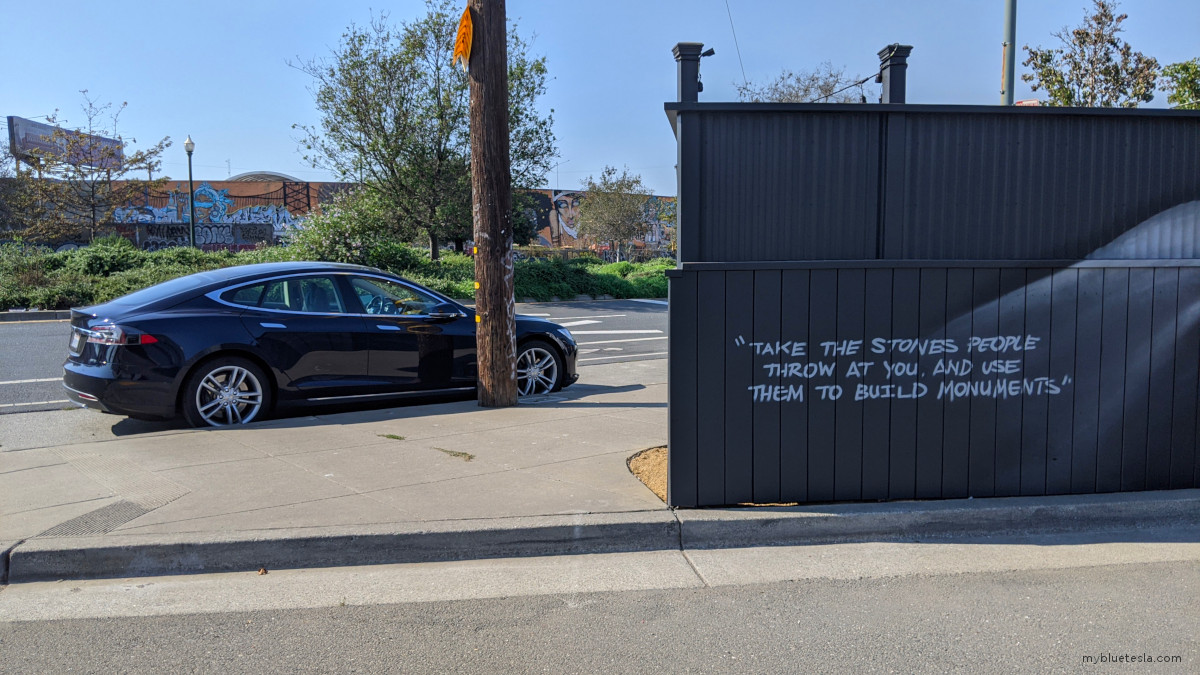 "TAKE THE STONES PEOPLE
THROW AT YOU. AND USE
THEM TO BUILD MONUMENTS"
mybluetesla.com